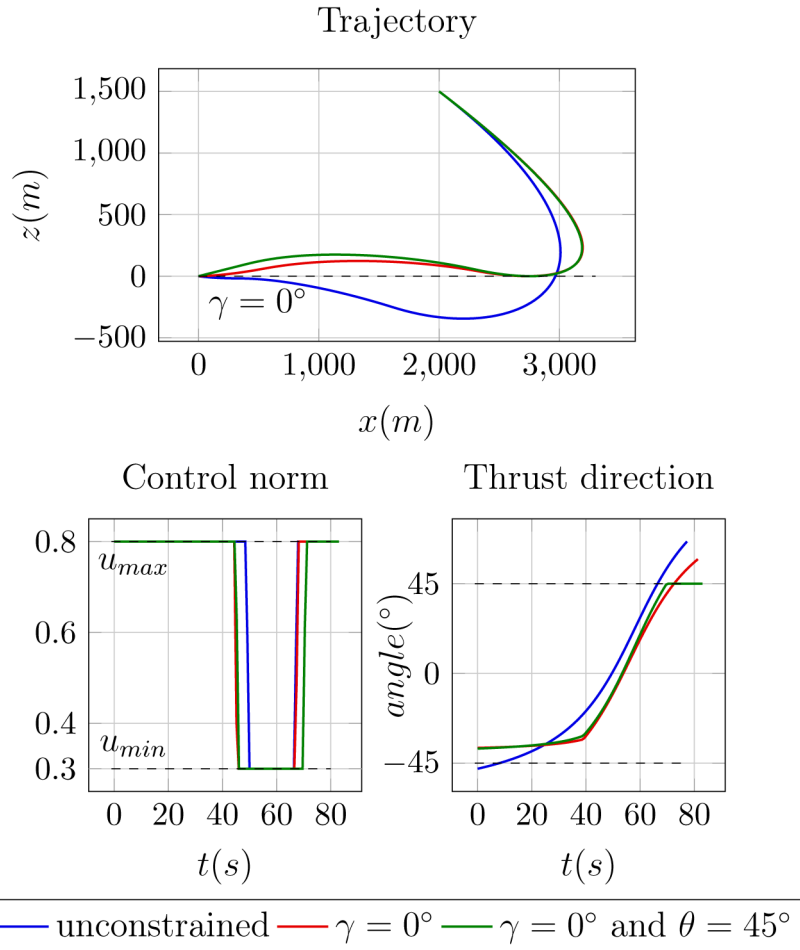 Trajectory
1,500
1,000
500
0
−500
z(m)
γ = 0°
0 1,000 2,000 3,000
x(m)
Control norm
0.8
0.6
0.4
0.3
u_max
u_min
0 20 40 60 80
t(s)
Thrust direction
45
0
−45
angle(°)
0 20 40 60 80
t(s)
unconstrained γ = 0° γ = 0° and θ = 45°